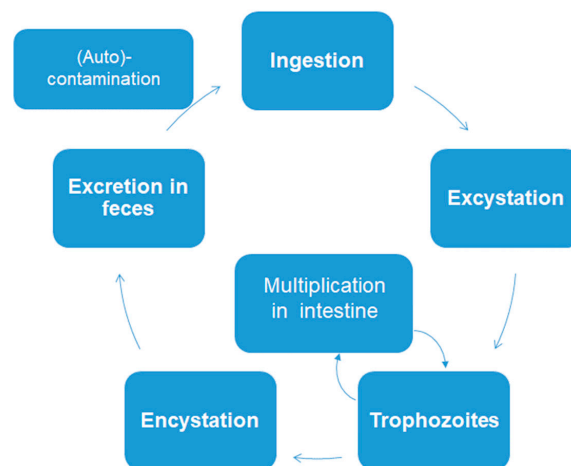 (Auto)-
contamination
Ingestion
Excretion in
feces
Excystation
Multiplication
in intestine
Encystation
Trophozoites